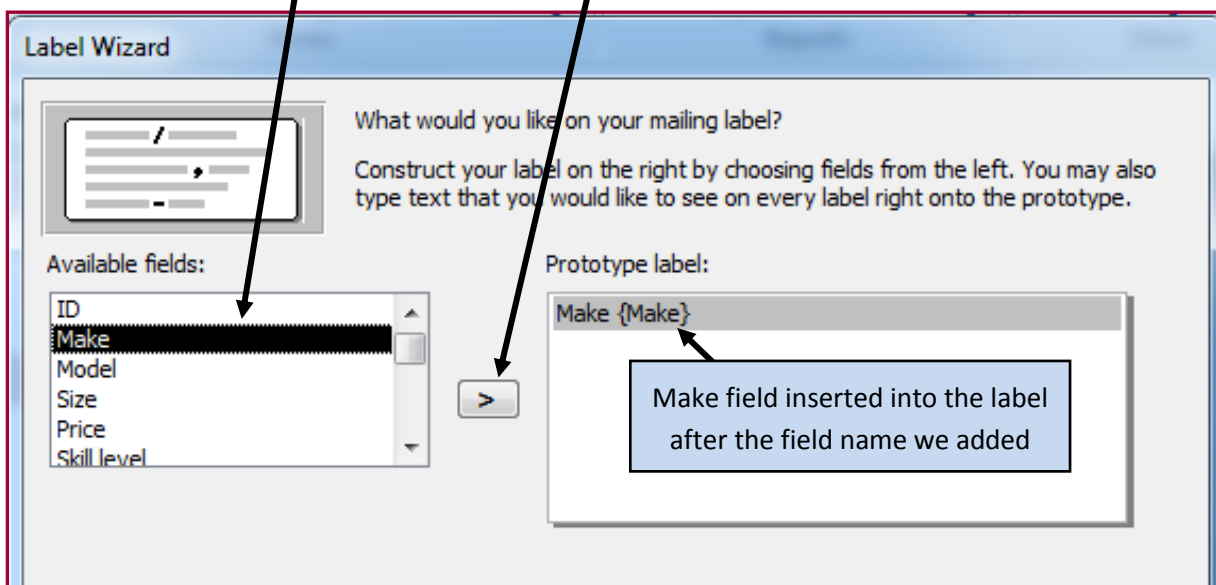 Label Wizard
What would you like on your mailing label?
Construct your label on the right by choosing fields from the left. You may also
type text that you would like to see on every label right onto the prototype.
Available fields:
ID
Make
Model
Size
Price
Skill level
Prototype label:
Make {Make}
>
Make field inserted into the label
after the field name we added